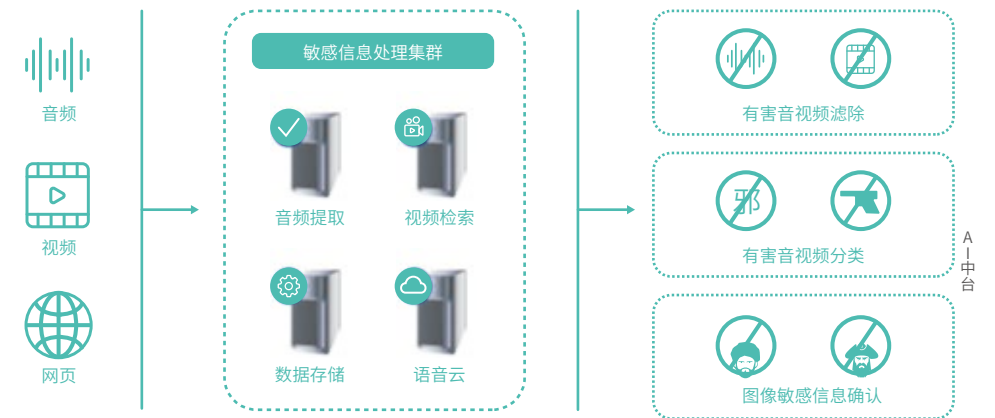 音频
视频
网页
敏感信息处理集群
音频提取
视频检索
数据存储
语音云
有害音视频滤除
邪
有害音视频分类
图像敏感信息确认
AI中台